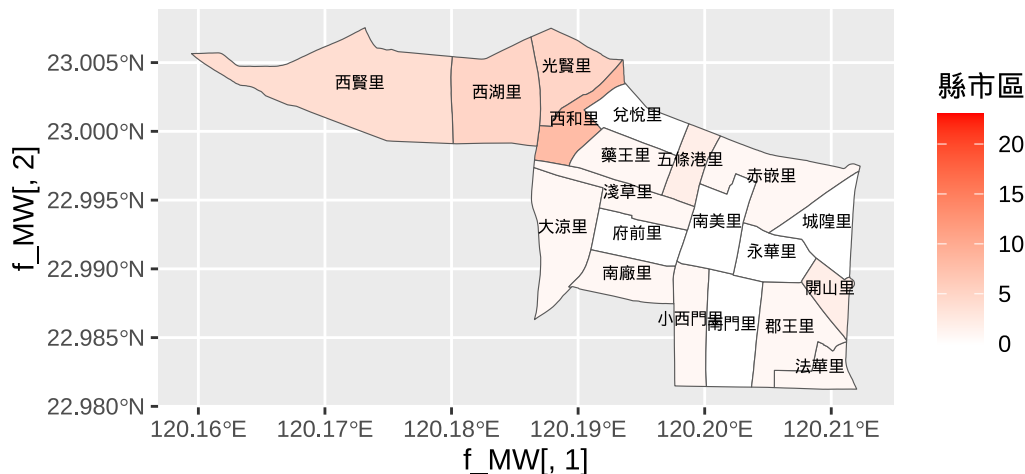 縣市區
20
15
10
5
0
23.005°N
23.000°N
22.995°N
22.990°N
22.985°N
22.980°N
f_MW[, 2]
光賢里
西賢里
西湖里
西和里
兌悅里
藥王里
五條港里
赤嵌里
淺草里
大涼里
府前里
南美里
城隍里
永華里
南廠里
開山里
小西門里
南門里
郡王里
法華里
120.16°E
120.17°E
120.18°E
120.19°E
120.20°E
120.21°E
f_MW[, 1]